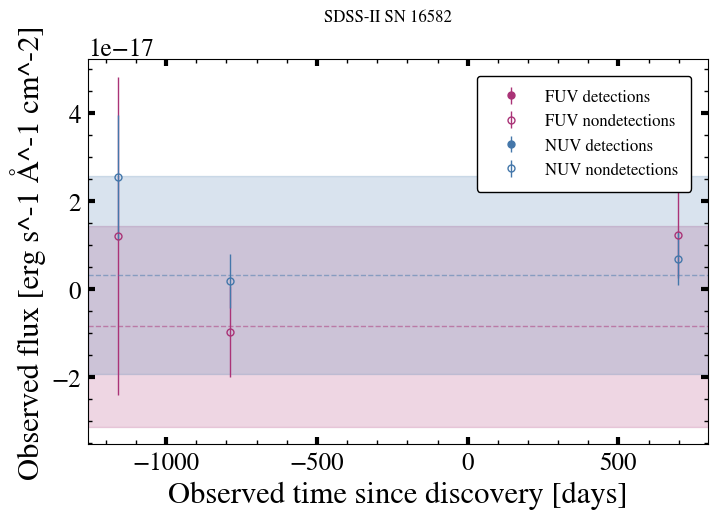 SDSS-II SN 16582
1e−17
Observed flux [erg s^-1 Å^-1 cm^-2]
4
2
0
−2
FUV detections
FUV nondetections
NUV detections
NUV nondetections
−1000
−500
0
500
Observed time since discovery [days]